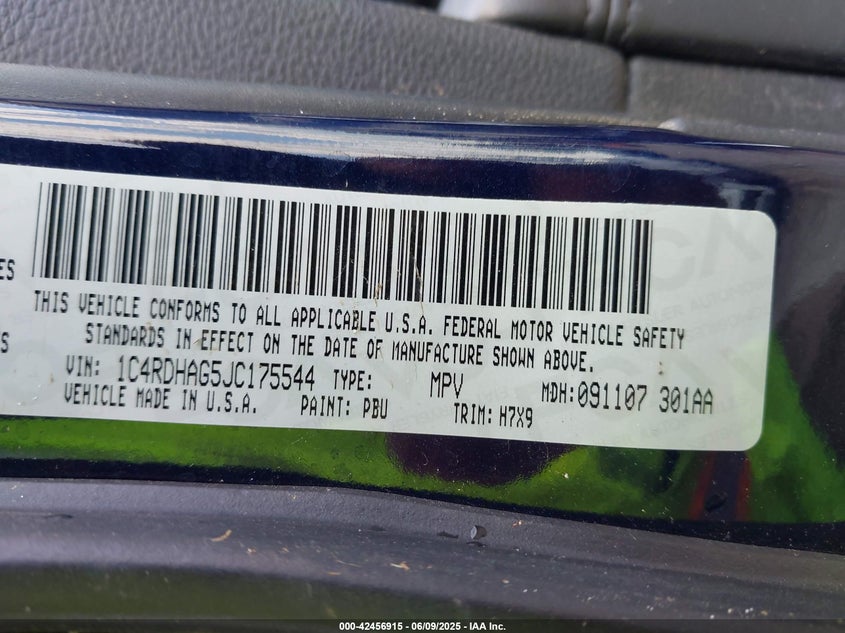 ES
THIS VEHICLE CONFORMS TO ALL APPLICABLE U.S.A. FEDERAL MOTOR VEHICLE SAFETY
S STANDARDS IN EFFECT ON THE DATE OF MANUFACTURE SHOWN ABOVE.
VIN: 1C4RDHAG5JC175544 TYPE: MPV MDH:091107 301AA
VEHICLE MADE IN U.S.A. PAINT: PBU TRIM: H7X9
000-42456915 - 06/09/2025 - IAA Inc.